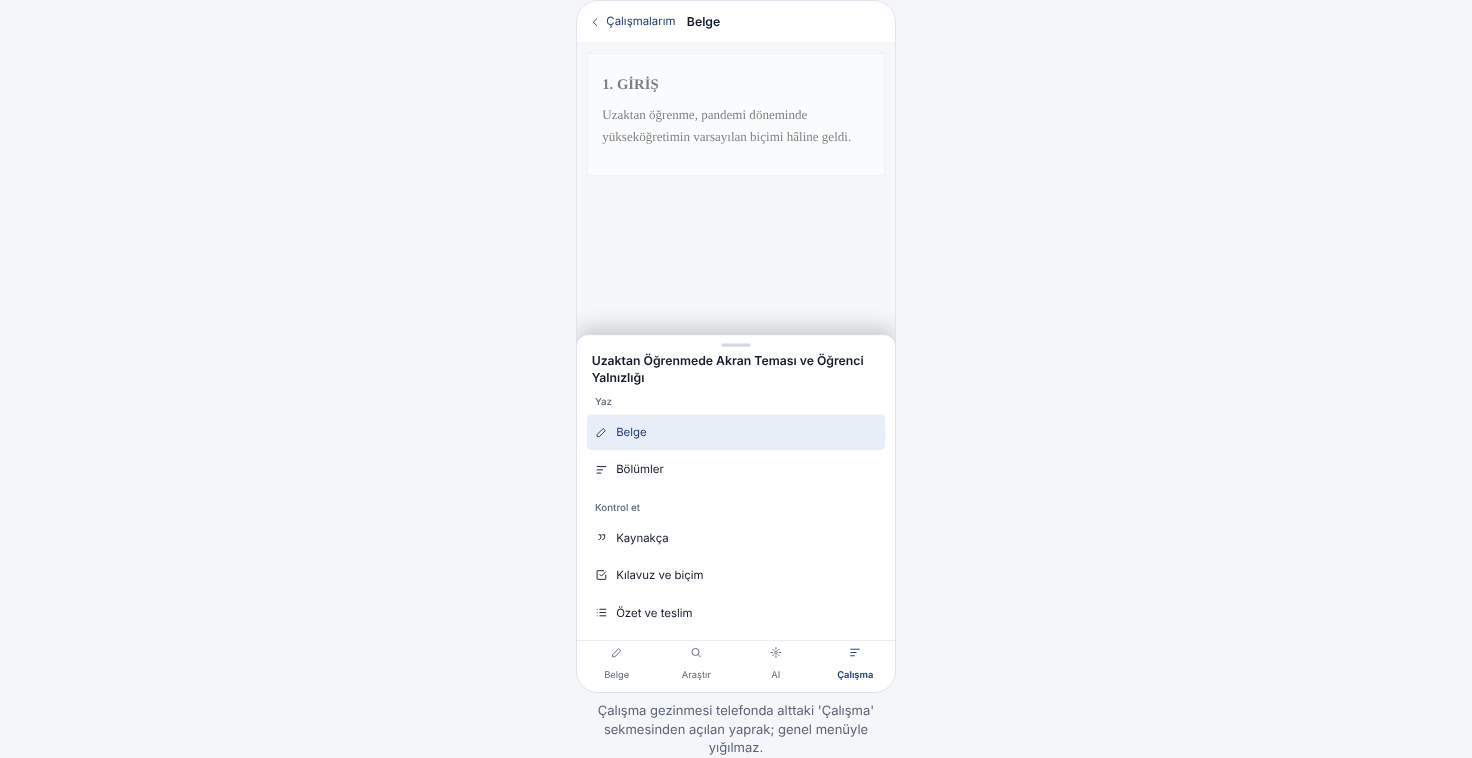 Çalışmalarım Belge
1. GİRİŞ
Uzaktan öğrenme, pandemi döneminde
yükseköğretimin varsayılan biçimi hâline geldi.
Uzaktan Öğrenmede Akran Teması ve Öğrenci
Yalnızlığı
Yaz
Belge
Bölümler
Kontrol et
Kaynakça
Kılavuz ve biçim
Özet ve teslim
Belge Araştır AI Çalışma
Çalışma gezinmesi telefonda alttaki 'Çalışma'
sekmesinden açılan yaprak; genel menüyle
yığılmaz.